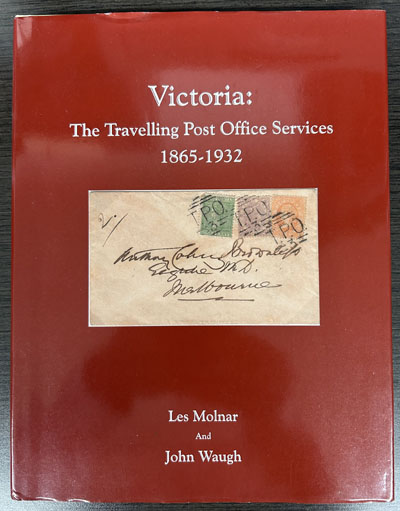 Victoria:
The Travelling Post Office Services
1865-1932
T.P.O.
T.P.O.
T.P.O.
Melbourne
Les Molnar
And
John Waugh